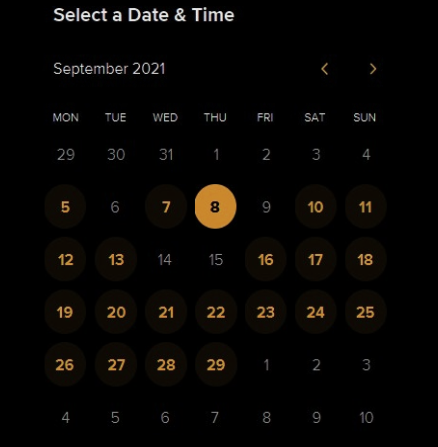 Select a Date & Time
September 2021
MON TUE WED THU FRI SAT SUN
29 30 31 1 2 3 4
5 6 7 8 9 10 11
12 13 14 15 16 17 18
19 20 21 22 23 24 25
26 27 28 29 1 2 3
4 5 6 7 8 9 10